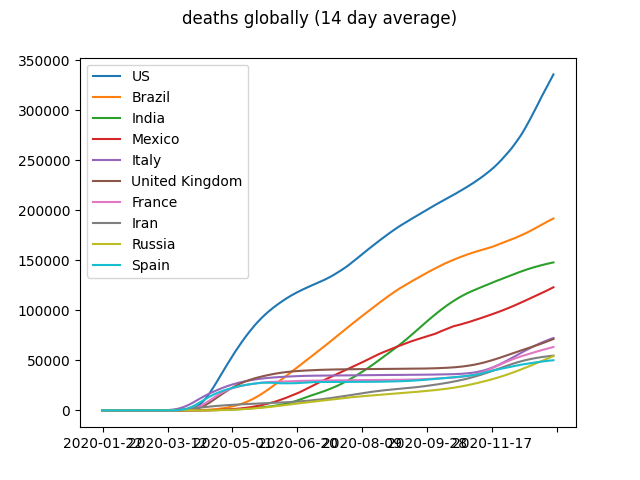 deaths globally (14 day average)
350000
300000
250000
200000
150000
100000
50000
0
US
Brazil
India
Mexico
Italy
United Kingdom
France
Iran
Russia
Spain
2020-01-22
2020-03-12
2020-05-01
2020-06-20
2020-08-09
2020-09-28
2020-11-17